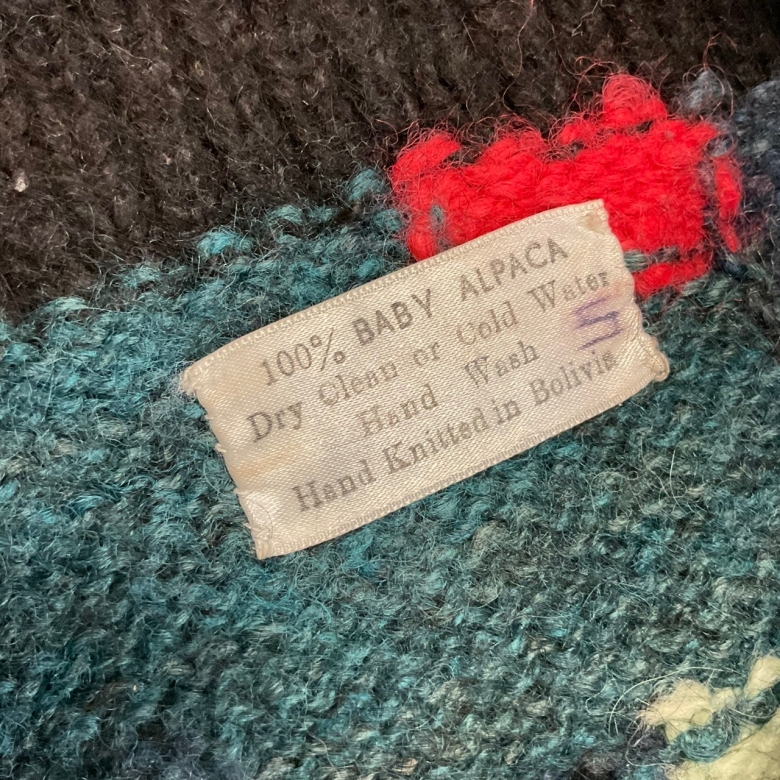 100% BABY ALPACA
Dry Clean or Cold Water
Hand Wash
Hand Knitted in Bolivia
S